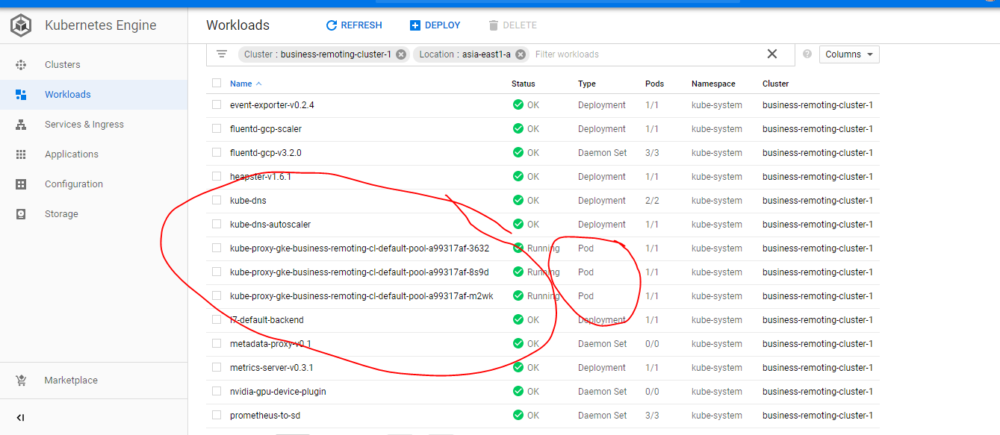 Kubernetes Engine
Workloads
REFRESH
DEPLOY
DELETE
Clusters
Workloads
Services & Ingress
Applications
Configuration
Storage
Marketplace
Cluster : business-remoting-cluster-1 Location : asia-east1-a Filter workloads Columns
Name Status Type Pods Namespace Cluster
event-exporter-v0.2.4 OK Deployment 1/1 kube-system business-remoting-cluster-1
fluentd-gcp-scaler OK Deployment 1/1 kube-system business-remoting-cluster-1
fluentd-gcp-v3.2.0 OK Daemon Set 3/3 kube-system business-remoting-cluster-1
heapster-v1.6.1 OK Deployment 1/1 kube-system business-remoting-cluster-1
kube-dns OK Deployment 2/2 kube-system business-remoting-cluster-1
kube-dns-autoscaler OK Deployment 1/1 kube-system business-remoting-cluster-1
kube-proxy-gke-business-remoting-cl-default-pool-a99317af-3632 Running Pod 1/1 kube-system business-remoting-cluster-1
kube-proxy-gke-business-remoting-cl-default-pool-a99317af-8s9d Running Pod 1/1 kube-system business-remoting-cluster-1
kube-proxy-gke-business-remoting-cl-default-pool-a99317af-m2wk Running Pod 1/1 kube-system business-remoting-cluster-1
l7-default-backend OK Deployment 1/1 kube-system business-remoting-cluster-1
metadata-proxy-v0.1 OK Daemon Set 0/0 kube-system business-remoting-cluster-1
metrics-server-v0.3.1 OK Deployment 1/1 kube-system business-remoting-cluster-1
nvidia-gpu-device-plugin OK Daemon Set 0/0 kube-system business-remoting-cluster-1
prometheus-to-sd OK Daemon Set 3/3 kube-system business-remoting-cluster-1